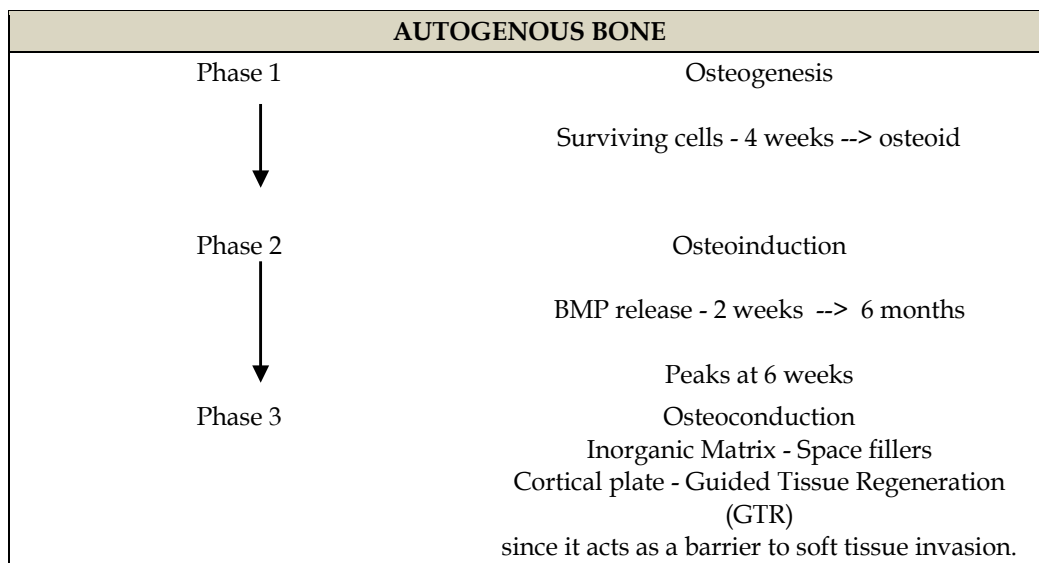 AUTOGENOUS BONE
Phase 1
Osteogenesis
Surviving cells - 4 weeks --> osteoid
Phase 2
Osteoinduction
BMP release - 2 weeks --> 6 months
Peaks at 6 weeks
Phase 3
Osteoconduction
Inorganic Matrix - Space fillers
Cortical plate - Guided Tissue Regeneration
(GTR)
since it acts as a barrier to soft tissue invasion.